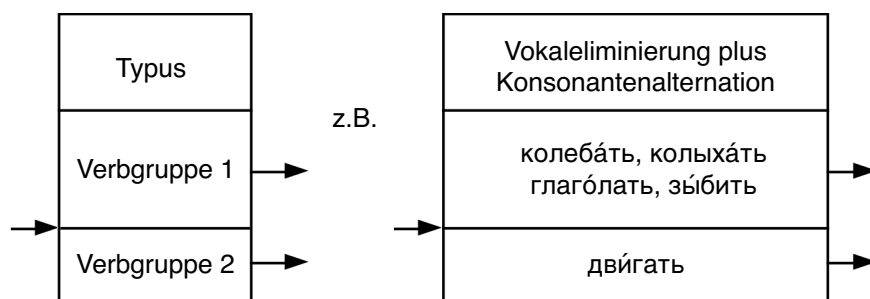 Typus
Verbgruppe 1
Verbgruppe 2
z.B.
Vokaleliminierung plus
Konsonantenalternation
колеба́ть, колыха́ть
глаго́лать, зы́бить
дви́гать